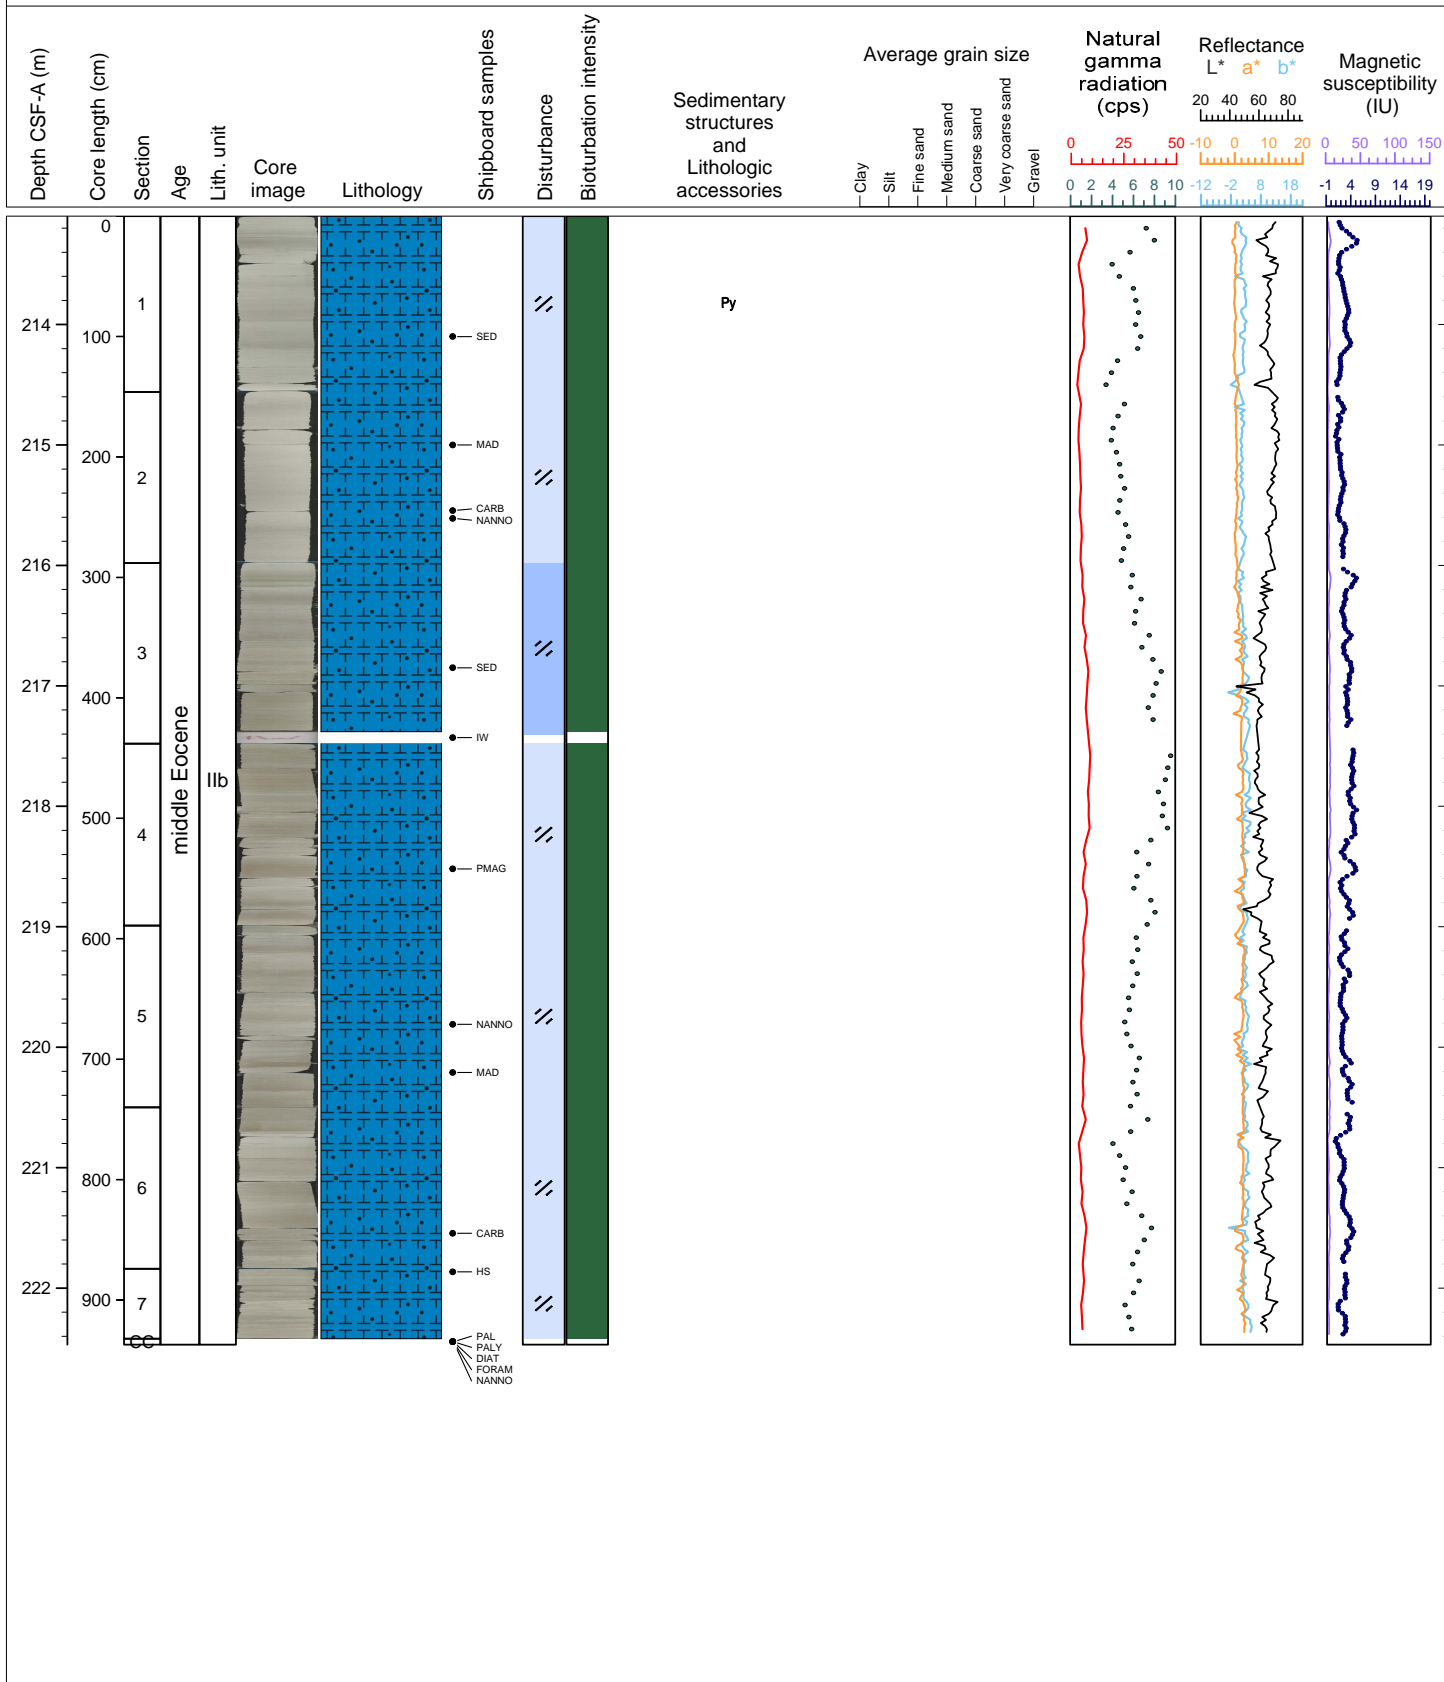 Depth CSF-A (m)
Core length (cm)
Section
Age
Lith. unit
Core
image
Lithology
Shipboard samples
Disturbance
Bioturbation intensity
Sedimentary
structures
and
Lithologic
accessories
Average grain size
Clay
Silt
Fine sand
Medium sand
Coarse sand
Very coarse sand
Gravel
Natural
gamma
radiation
(cps)
0 25 50
0 2 4 6 8 10
Reflectance
L* a* b*
20 40 60 80
-10 0 10 20
-12 -2 8 18
Magnetic
susceptibility
(IU)
0 50 100 150
-1 4 9 14 19
0
1
Py
214
100
SED
215
MAD
200
2
CARB
NANNO
216
300
3
SED
217
400
IW
middle Eocene
IIb
218
500
4
PMAG
219
600
5
NANNO
220
700
MAD
221
800
6
CARB
HS
222
900
7
CC
PAL
PALY
DIAT
FORAM
NANNO